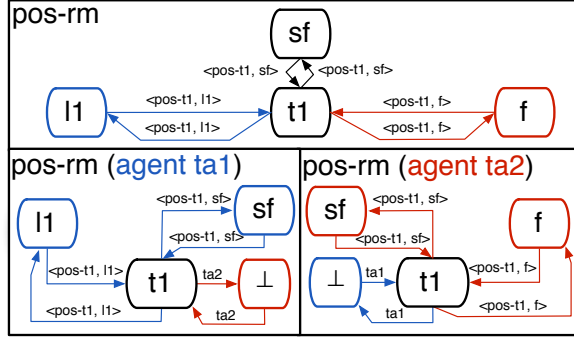 pos-rm
sf
<pos-t1, sf>
<pos-t1, sf>
l1
<pos-t1, l1>
<pos-t1, l1>
t1
<pos-t1, f>
<pos-t1, f>
f
pos-rm (agent ta1)
l1
<pos-t1, sf>
sf
<pos-t1, sf>
<pos-t1, l1>
t1
ta2
⊥
<pos-t1, l1>
ta2
pos-rm (agent ta2)
sf
<pos-t1, sf>
f
<pos-t1, sf>
⊥
ta1
t1
<pos-t1, f>
ta1
<pos-t1, f>